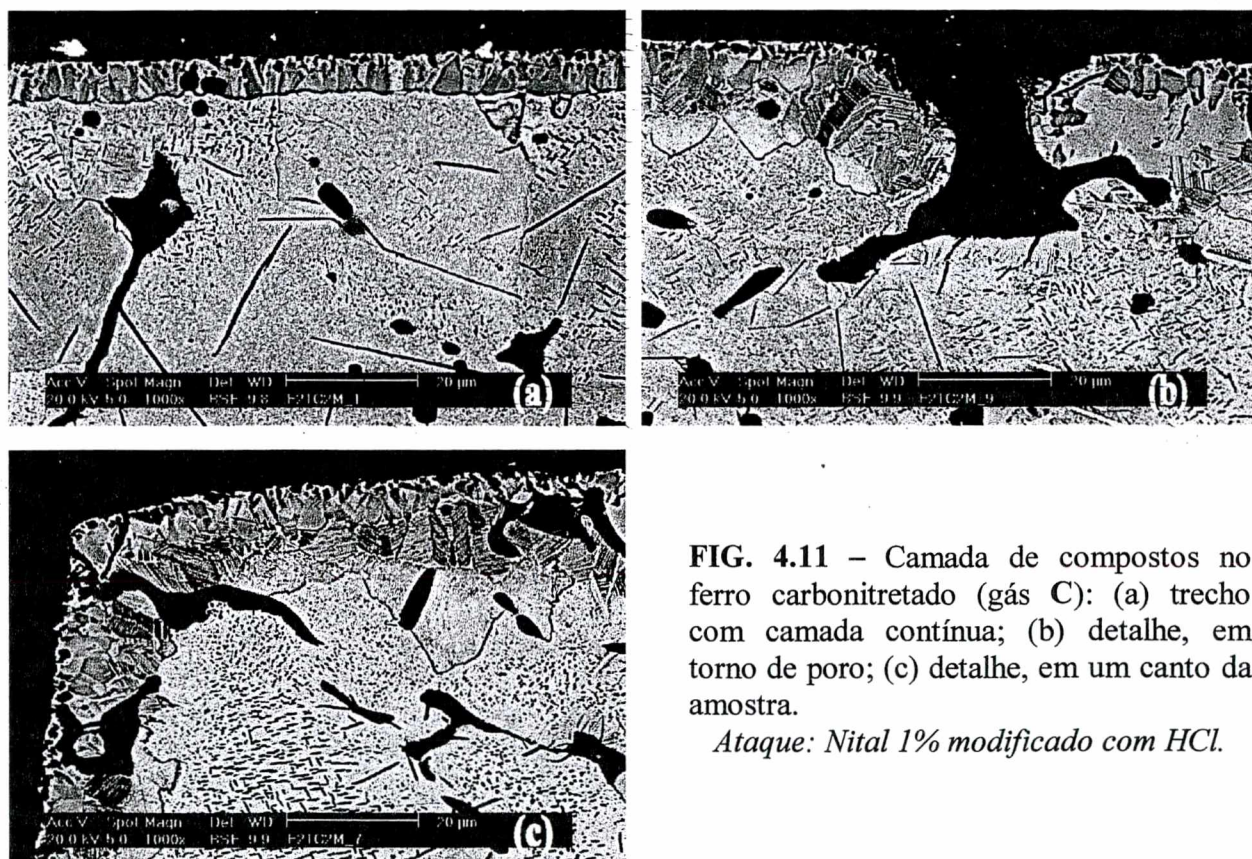 Acc.V Spot Magn Det WD 20 µm
20.0 kV 5.0 1000x BSE 9.8 F21C2M_1
(a)
Acc.V Spot Magn Det WD 20 µm
20.0 kV 5.0 1000x BSE 9.9 F21C2M_9
(b)
Acc.V Spot Magn Det WD 20 µm
20.0 kV 5.0 1000x BSE 9.9 F21C2M_7
(c)
FIG. 4.11 – Camada de compostos no
ferro carbonitretado (gás C): (a) trecho
com camada contínua; (b) detalhe, em
torno de poro; (c) detalhe, em um canto da
amostra.
Ataque: Nital 1% modificado com HCl.